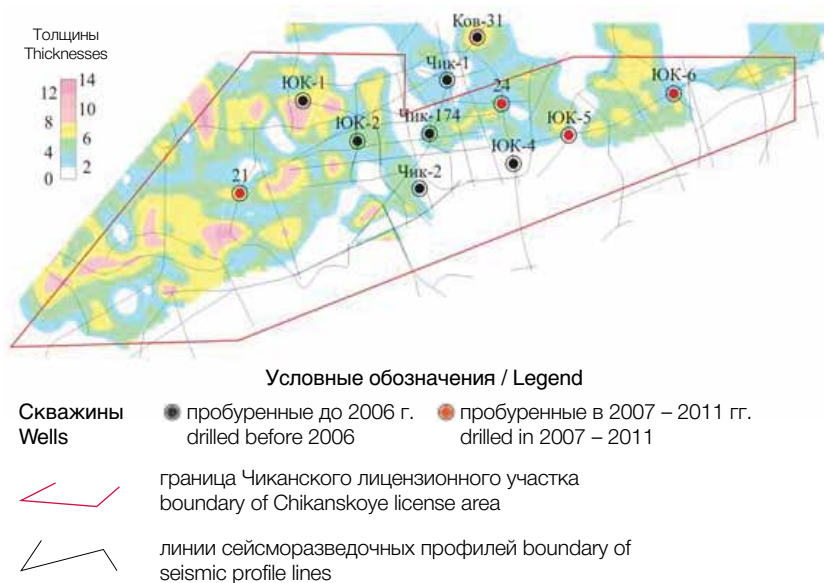 Ков-31
Толщины
Thicknesses
Чик-1
14
12
ЮК-1
24
ЮК-6
10
8
Чик-174
ЮК-5
6
ЮК-2
4
ЮК-4
2
0
21
Чик-2
Условные обозначения / Legend
Скважины
Wells
пробуренные до 2006 г.
drilled before 2006
пробуренные в 2007 – 2011 гг.
drilled in 2007 – 2011
граница Чиканского лицензионного участка
boundary of Chikanskoye license area
линии сейсморазведочных профилей boundary of
seismic profile lines